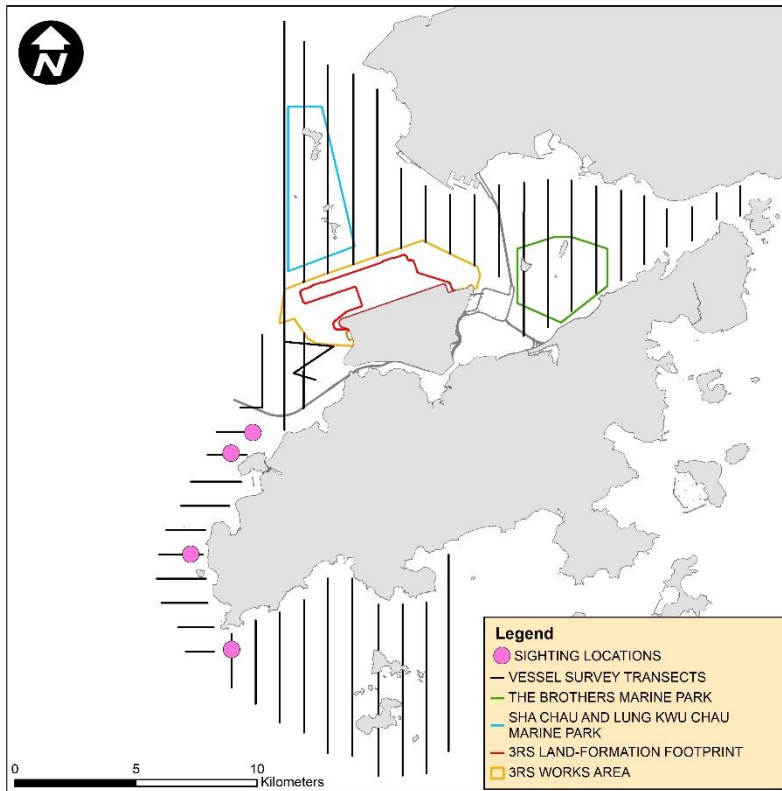 N
Legend
SIGHTING LOCATIONS
VESSEL SURVEY TRANSECTS
THE BROTHERS MARINE PARK
SHA CHAU AND LUNG KWU CHAU
MARINE PARK
3RS LAND-FORMATION FOOTPRINT
3RS WORKS AREA
0 5 10
Kilometers